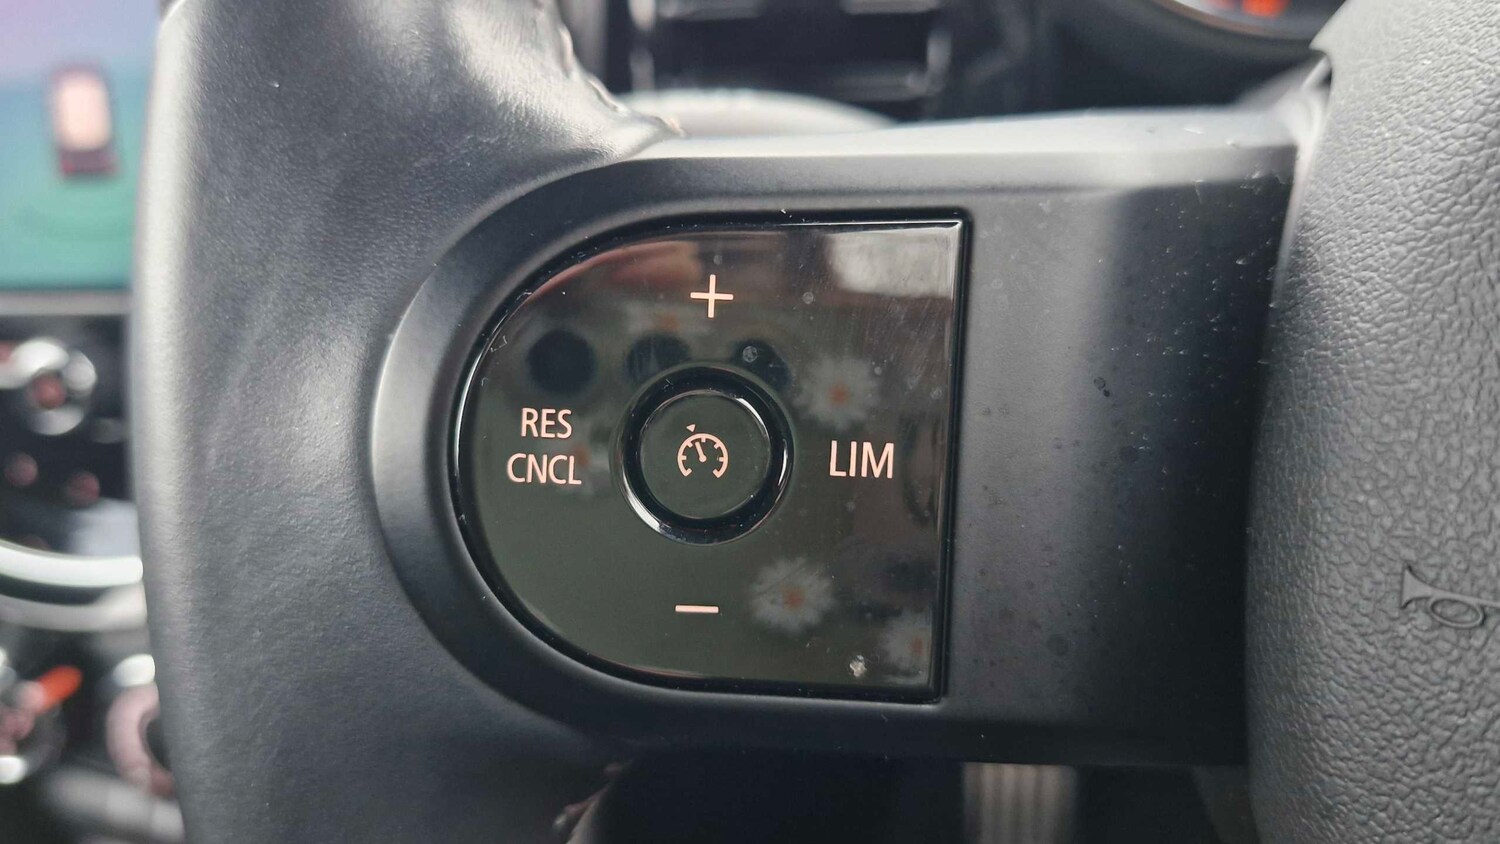 +
RES
CNCL
LIM
−